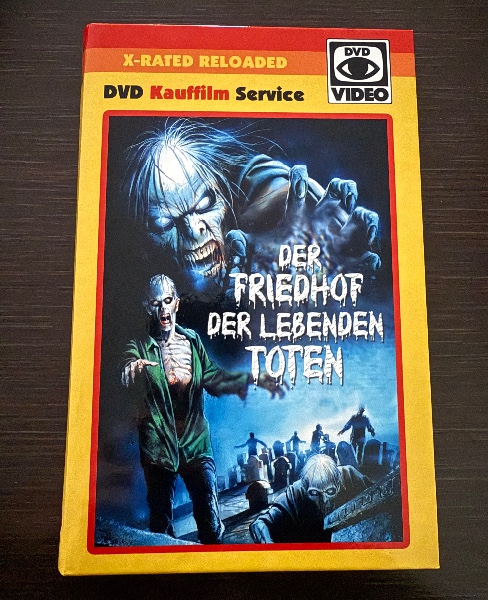 X-RATED RELOADED
DVD
VIDEO
DVD Kauffilm Service
DER
FRIEDHOF
DER LEBENDEN
TOTEN